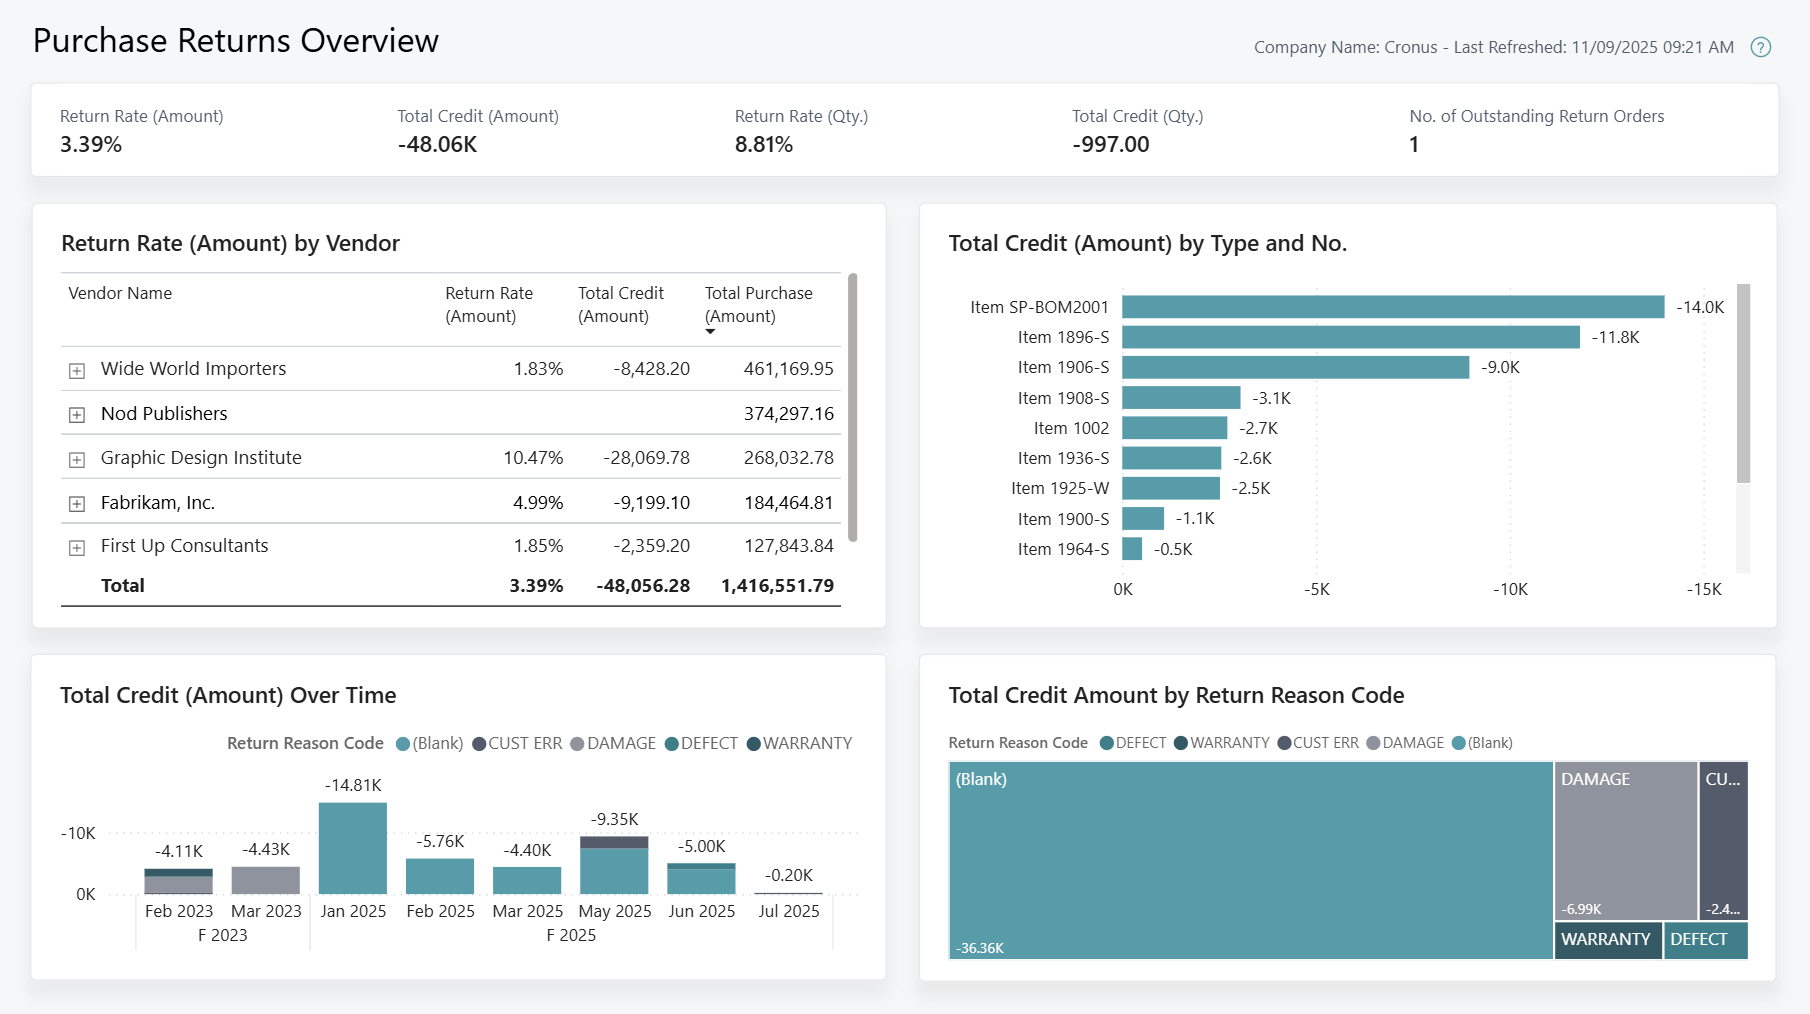 Purchase Returns Overview
Company Name: Cronus - Last Refreshed: 11/09/2025 09:21 AM ?
Return Rate (Amount) Total Credit (Amount) Return Rate (Qty.) Total Credit (Qty.) No. of Outstanding Return Orders
3.39% -48.06K 8.81% -997.00 1
Return Rate (Amount) by Vendor
Vendor Name Return Rate (Amount) Total Credit (Amount) Total Purchase (Amount)
Wide World Importers 1.83% -8,428.20 461,169.95
Nod Publishers 374,297.16
Graphic Design Institute 10.47% -28,069.78 268,032.78
Fabrikam, Inc. 4.99% -9,199.10 184,464.81
First Up Consultants 1.85% -2,359.20 127,843.84
Total 3.39% -48,056.28 1,416,551.79
Total Credit (Amount) by Type and No.
Item SP-BOM2001 -14.0K
Item 1896-S -11.8K
Item 1906-S -9.0K
Item 1908-S -3.1K
Item 1002 -2.7K
Item 1936-S -2.6K
Item 1925-W -2.5K
Item 1900-S -1.1K
Item 1964-S -0.5K
0K -5K -10K -15K
Total Credit (Amount) Over Time
Return Reason Code (Blank) CUST ERR DAMAGE DEFECT WARRANTY
-10K
0K
-4.11K -4.43K -14.81K -5.76K -4.40K -9.35K -5.00K -0.20K
Feb 2023 Mar 2023 Jan 2025 Feb 2025 Mar 2025 May 2025 Jun 2025 Jul 2025
F 2023 F 2025
Total Credit Amount by Return Reason Code
Return Reason Code DEFECT WARRANTY CUST ERR DAMAGE (Blank)
(Blank) DAMAGE CU...
-6.99K -2.4...
WARRANTY DEFECT
-36.36K